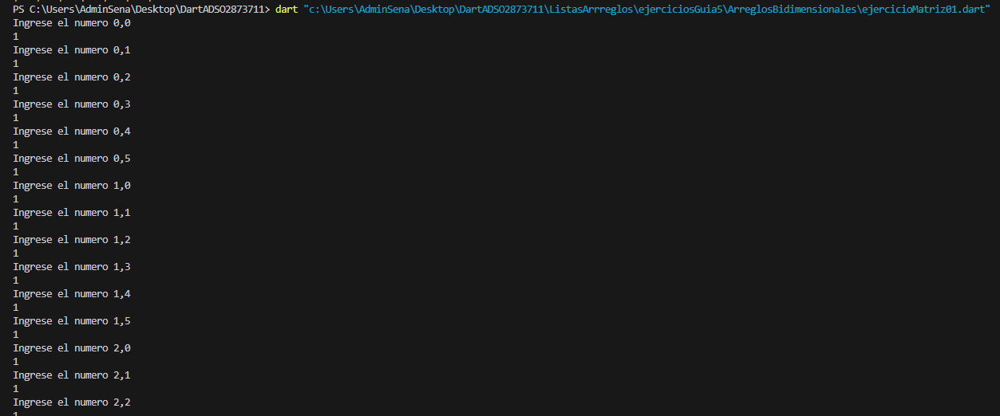 PS C:\Users\AdminSena\Desktop\DartADSO2873711> dart "c:\Users\AdminSena\Desktop\DartADSO2873711\ListasArrreglos\ejerciciosGuia5\ArreglosBidimensionales\ejercicioMatriz01.dart"
Ingrese el numero 0,0
1
Ingrese el numero 0,1
1
Ingrese el numero 0,2
1
Ingrese el numero 0,3
1
Ingrese el numero 0,4
1
Ingrese el numero 0,5
1
Ingrese el numero 1,0
1
Ingrese el numero 1,1
1
Ingrese el numero 1,2
1
Ingrese el numero 1,3
1
Ingrese el numero 1,4
1
Ingrese el numero 1,5
1
Ingrese el numero 2,0
1
Ingrese el numero 2,1
1
Ingrese el numero 2,2
1